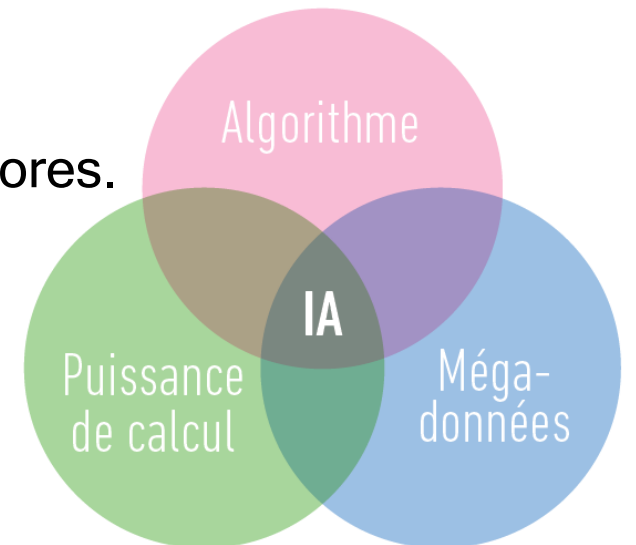 Algorithme
ores.
IA
Puissance
de calcul
Méga-
données